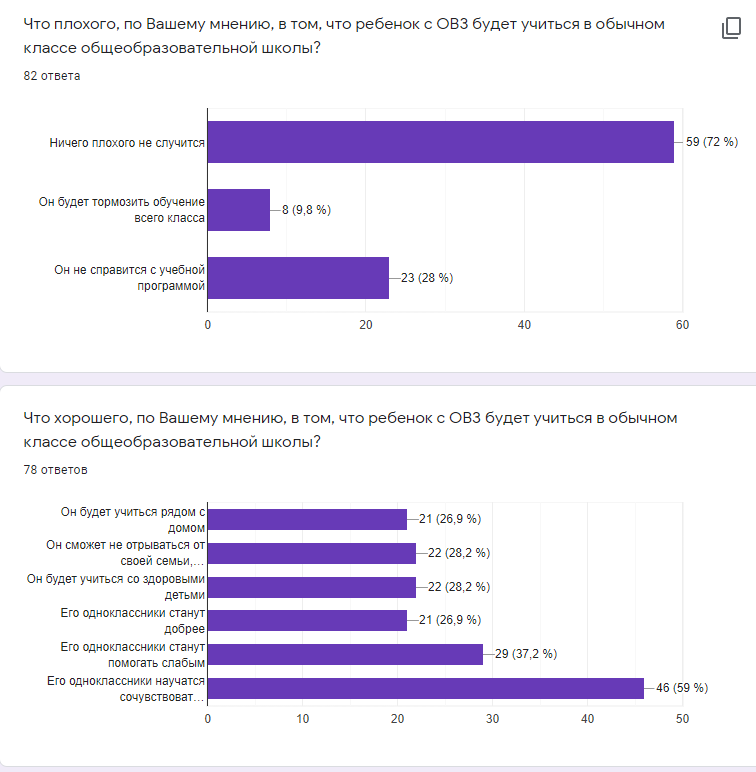 Что плохого, по Вашему мнению, в том, что ребенок с ОВЗ будет учиться в обычном
классе общеобразовательной школы?
82 ответа
Ничего плохого не случится
59 (72 %)
Он будет тормозить обучение
всего класса
8 (9,8 %)
Он не справится с учебной
программой
23 (28 %)
0 20 40 60
Что хорошего, по Вашему мнению, в том, что ребенок с ОВЗ будет учиться в обычном
классе общеобразовательной школы?
78 ответов
Он будет учиться рядом с
домом
21 (26,9 %)
Он сможет не отрываться от
своей семьи,...
22 (28,2 %)
Он будет учиться со здоровыми
детьми
22 (28,2 %)
Его одноклассники станут
добрее
21 (26,9 %)
Его одноклассники станут
помогать слабым
29 (37,2 %)
Его одноклассники научатся
сочувствоват...
46 (59 %)
0 10 20 30 40 50